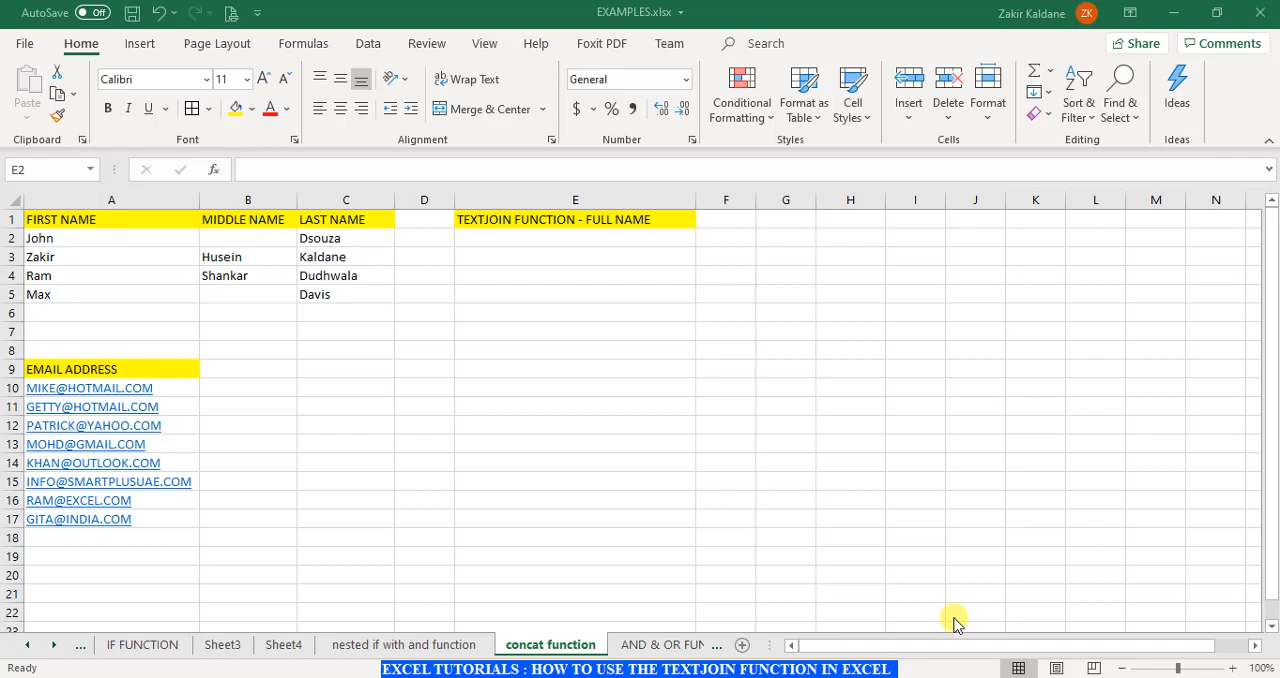 AutoSave Off
EXAMPLES.xlsx
Zakir Kaldane ZK
File Home Insert Page Layout Formulas Data Review View Help Foxit PDF Team Search Share Comments
Paste
Calibri 11
Wrap Text
Merge & Center
General
Conditional Formatting
Format as Table
Cell Styles
Insert Delete Format
Sort & Filter
Find & Select
Ideas
Clipboard Font Alignment Number Styles Cells Editing Ideas
E2 fx
A B C D E F G H I J K L M N
1 FIRST NAME MIDDLE NAME LAST NAME TEXTJOIN FUNCTION - FULL NAME
2 John Dsouza
3 Zakir Husein Kaldane
4 Ram Shankar Dudhwala
5 Max Davis
6
7
8
9 EMAIL ADDRESS
10 MIKE@HOTMAIL.COM
11 GETTY@HOTMAIL.COM
12 PATRICK@YAHOO.COM
13 MOHD@GMAIL.COM
14 KHAN@OUTLOOK.COM
15 INFO@SMARTPLUSUAE.COM
16 RAM@EXCEL.COM
17 GITA@INDIA.COM
18
19
20
21
22
23
... IF FUNCTION Sheet3 Sheet4 nested if with and function concat function AND & OR FUN ...
Ready
EXCEL TUTORIALS : HOW TO USE THE TEXTJOIN FUNCTION IN EXCEL
100%